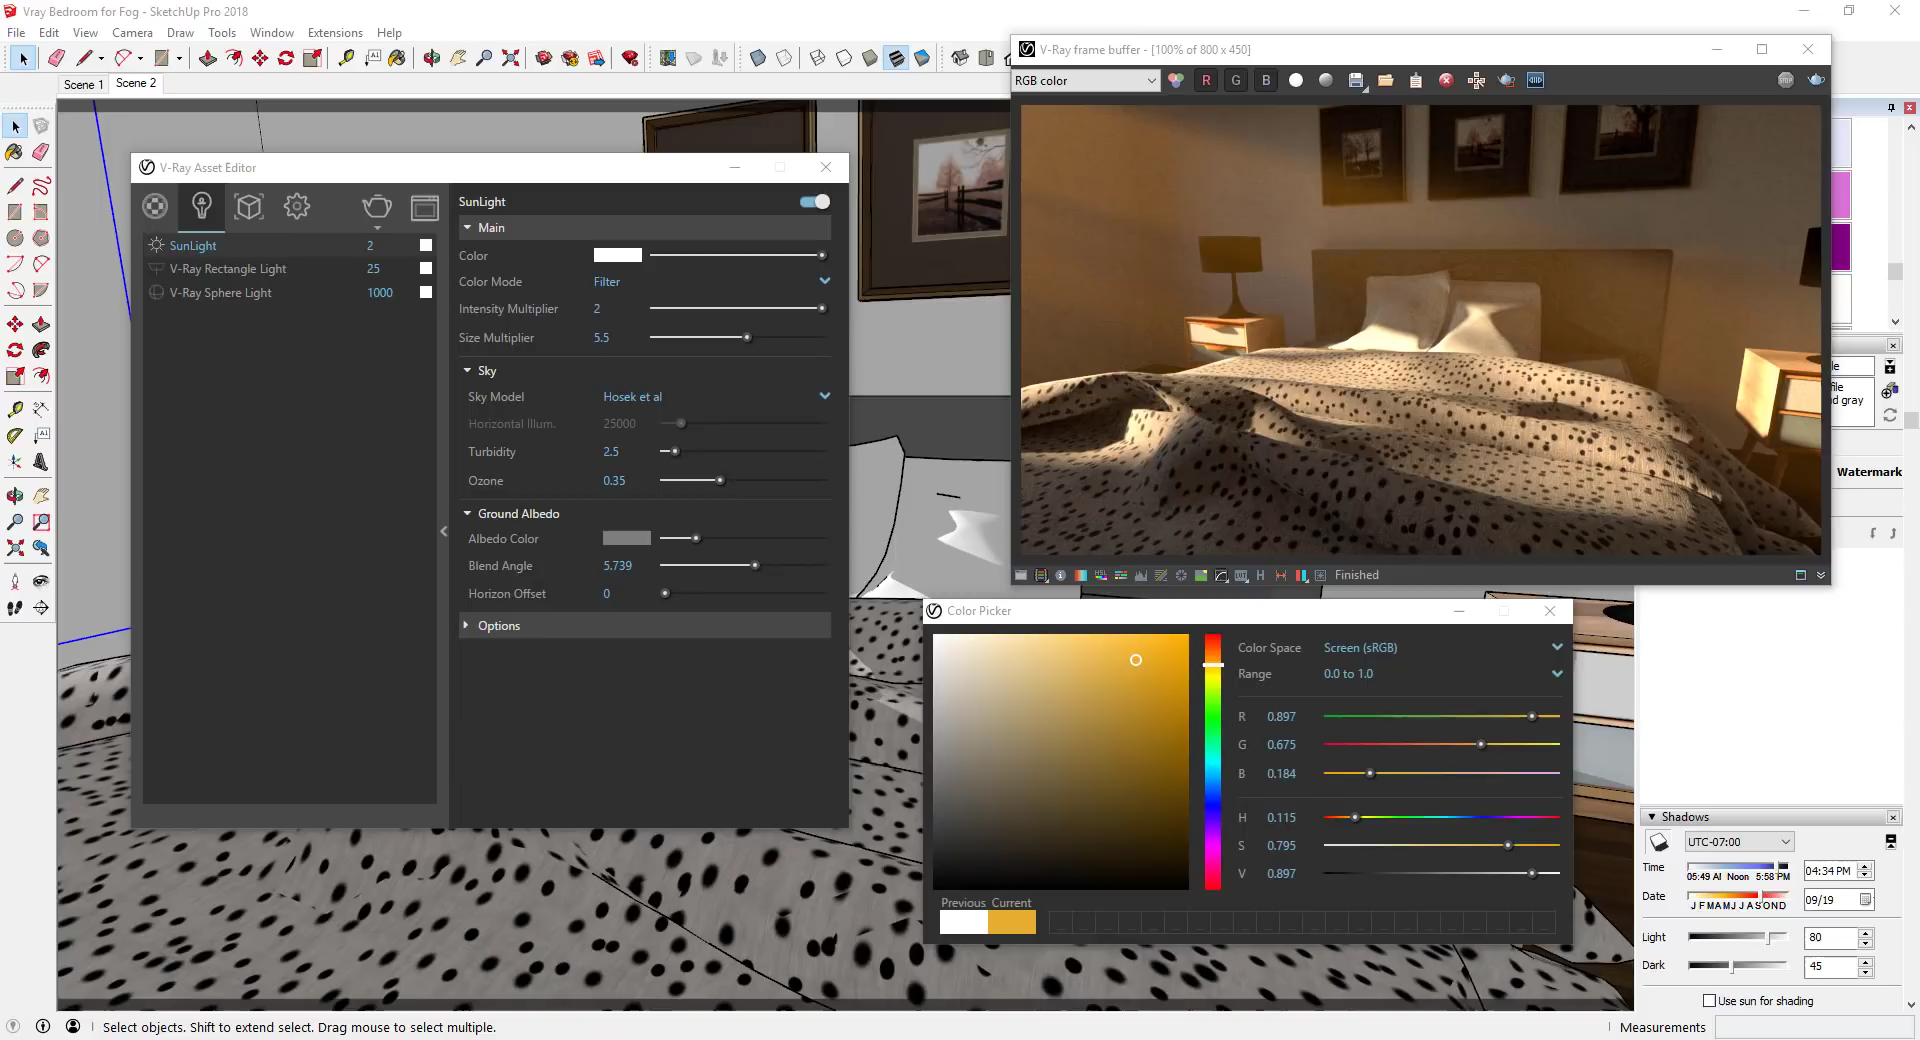 Vray Bedroom for Fog - SketchUp Pro 2018
File Edit View Camera Draw Tools Window Extensions Help
Scene 1 Scene 2
V-Ray frame buffer - [100% of 800 x 450]
RGB color
R G B
STOP
HSL
H
Finished
V-Ray Asset Editor
SunLight 2
V-Ray Rectangle Light 25
V-Ray Sphere Light 1000
SunLight
Main
Color
Color Mode Filter
Intensity Multiplier 2
Size Multiplier 5.5
Sky
Sky Model Hosek et al
Horizontal Illum. 25000
Turbidity 2.5
Ozone 0.35
Ground Albedo
Albedo Color
Blend Angle 5.739
Horizon Offset 0
Options
Color Picker
Color Space Screen (sRGB)
Range 0.0 to 1.0
R 0.897
G 0.675
B 0.184
H 0.115
S 0.795
V 0.897
Previous Current
le
file
nd gray
Watermark
Shadows
UTC-07:00
Time
05:49 AI Noon 5:58 PM
04:34 PM
Date
J F M A M J J A S O N D
09/19
Light 80
Dark 45
Use sun for shading
Select objects. Shift to extend select. Drag mouse to select multiple.
Measurements